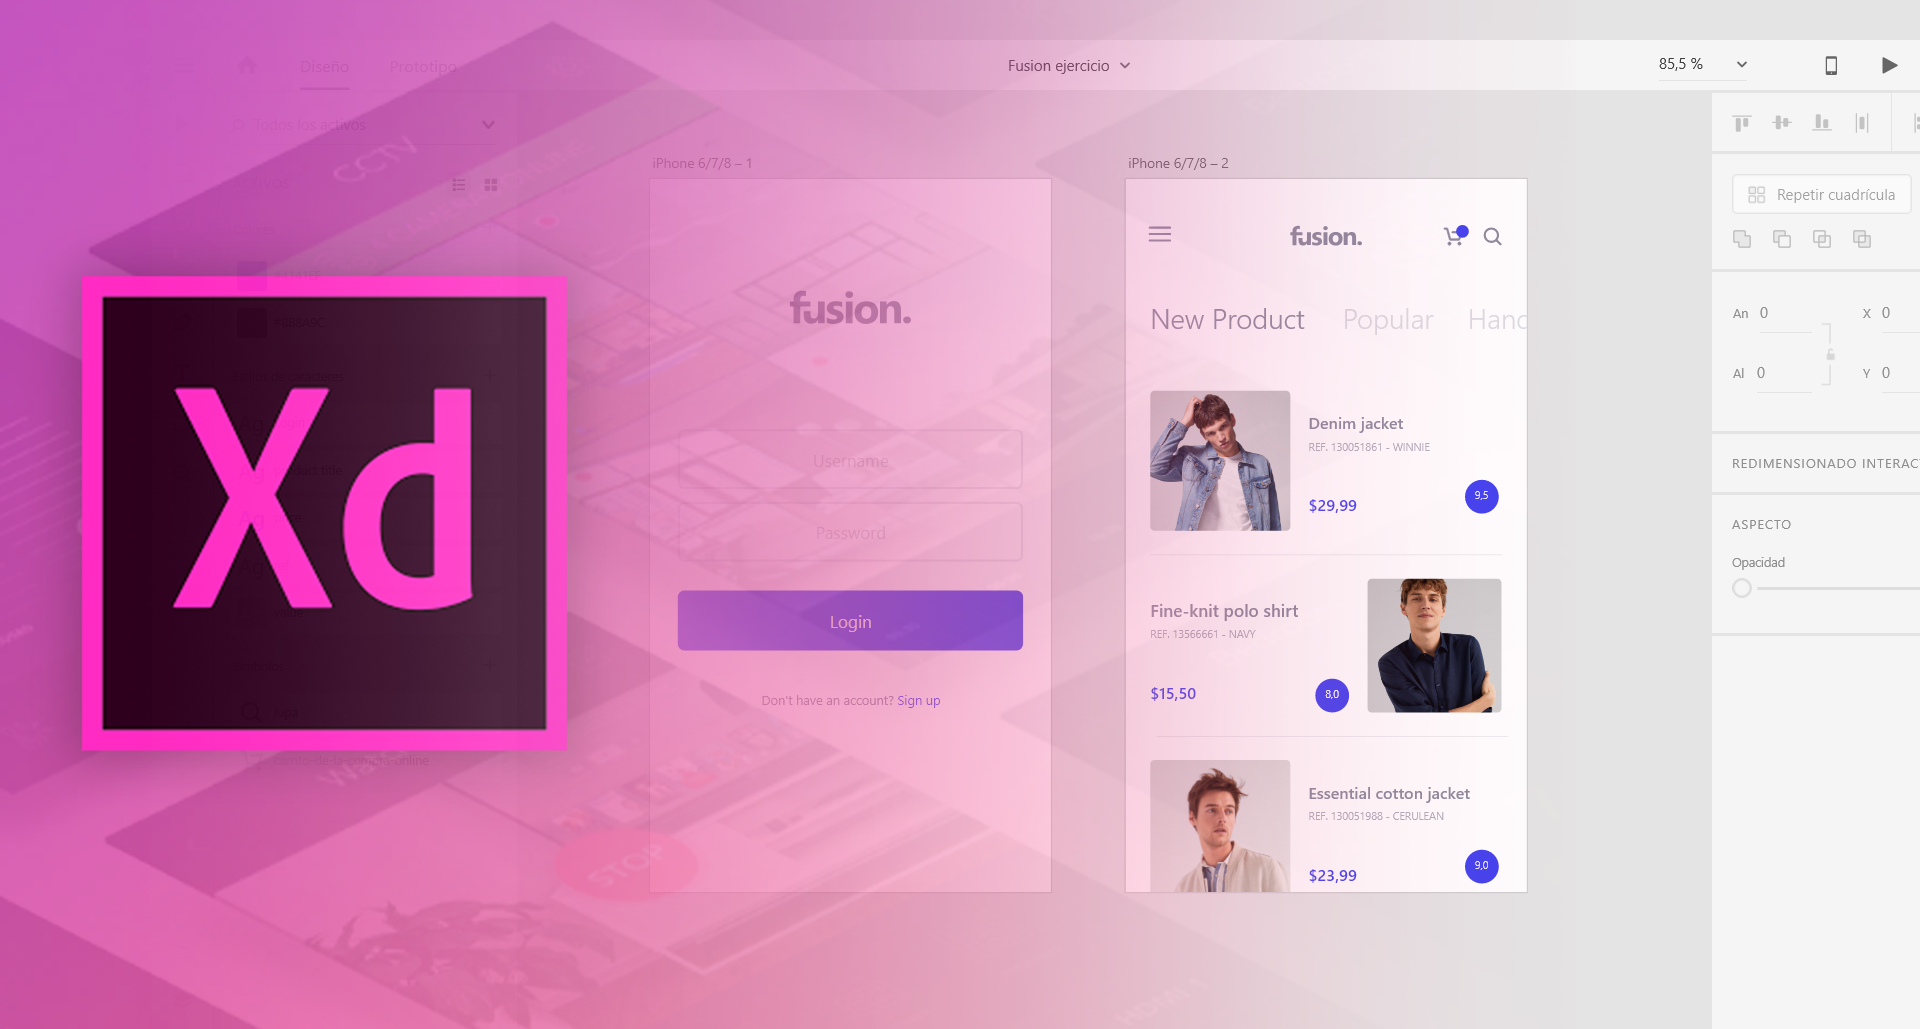 Diseño
Prototipo
Fusion ejercicio
85,5 %
Todos los activos
CCTV
iPhone 6/7/8 – 1
iPhone 6/7/8 – 2
Repetir cuadrícula
fusion.
fusion.
New Product
Popular
Hand
An 0
X 0
Al 0
Y 0
Xd
Username
Password
Login
Don't have an account? Sign up
Denim jacket
REF. 130051861 - WINNIE
$29,99
9,5
Fine-knit polo shirt
REF. 13566661 - NAVY
$15,50
8,0
Essential cotton jacket
REF. 130051988 - CERULEAN
$23,99
9,0
REDIMENSIONADO INTERAC
ASPECTO
Opacidad
STOP